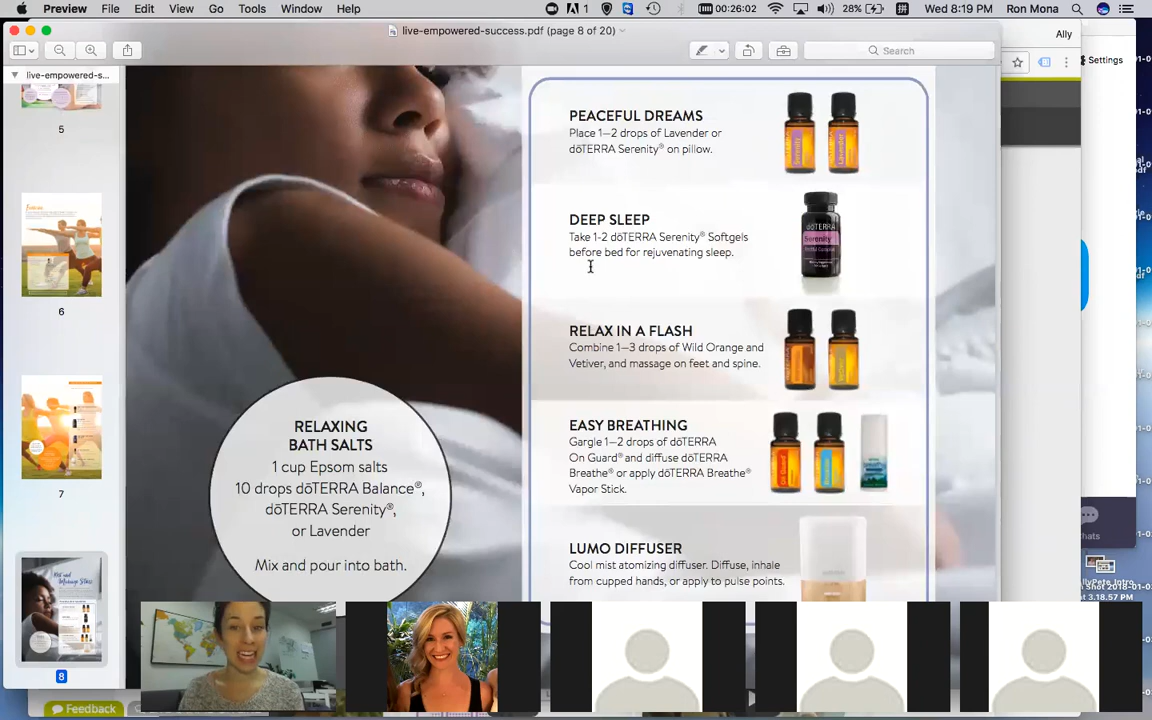 Preview File Edit View Go Tools Window Help
1 00:26:02 28% Wed 8:19 PM Ron Mona
live-empowered-success.pdf (page 8 of 20)
Ally
Search
Settings
live-empowered-s...
5
6
7
8
PEACEFUL DREAMS
Place 1–2 drops of Lavender or
dōTERRA Serenity® on pillow.
Serenity
Lavender
DEEP SLEEP
Take 1-2 dōTERRA Serenity® Softgels
before bed for rejuvenating sleep.
dōTERRA
Serenity
RELAX IN A FLASH
Combine 1–3 drops of Wild Orange and
Vetiver, and massage on feet and spine.
EASY BREATHING
Gargle 1–2 drops of dōTERRA
On Guard® and diffuse dōTERRA
Breathe® or apply dōTERRA Breathe®
Vapor Stick.
LUMO DIFFUSER
Cool mist atomizing diffuser. Diffuse, inhale
from cupped hands, or apply to pulse points.
RELAXING
BATH SALTS
1 cup Epsom salts
10 drops dōTERRA Balance®,
dōTERRA Serenity®,
or Lavender
Mix and pour into bath.
Chats
Feedback